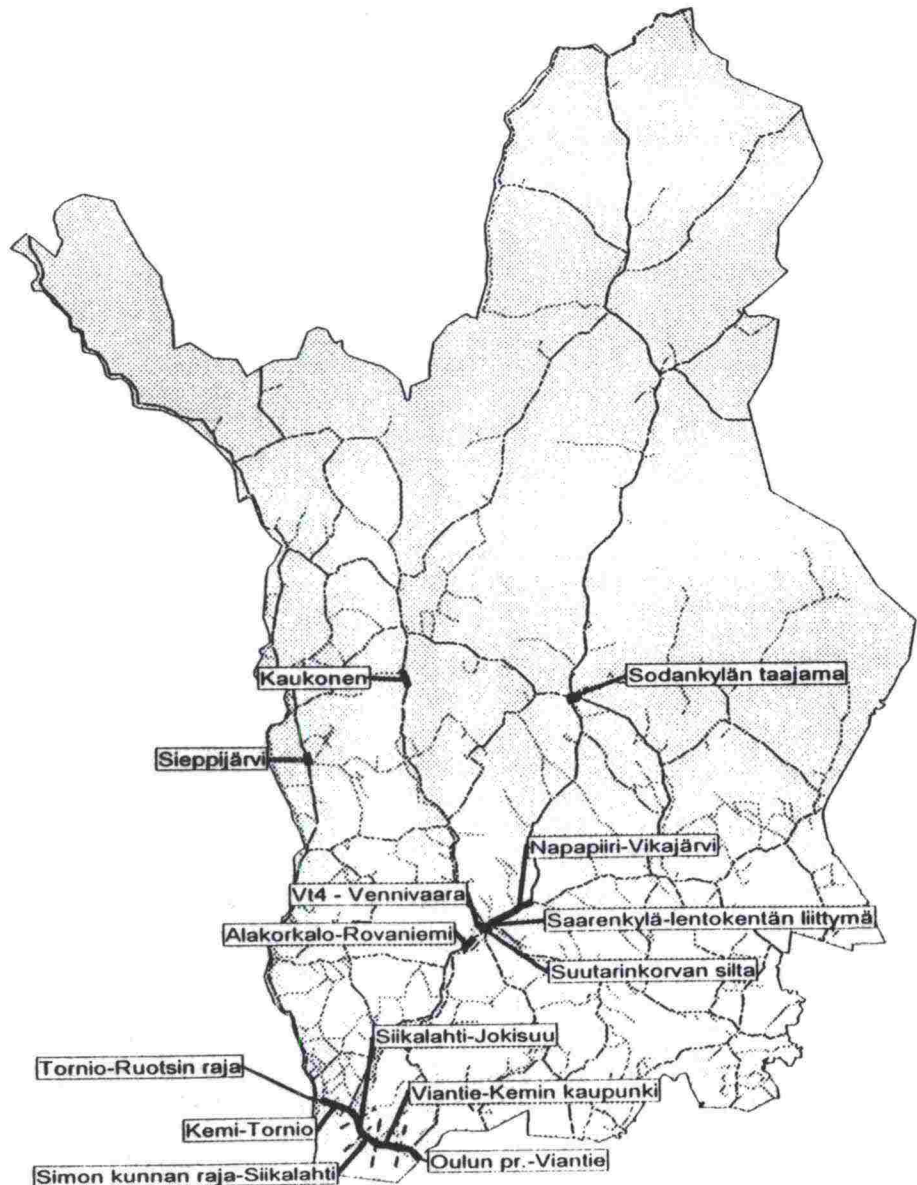 Kaukonen
Sodankylän taajama
Sieppijärvi
Napapiiri-Vikajärvi
Vt4 - Vennivaara
Saarenkylä-lentokentän liittymä
Alakorkalo-Rovaniemi
Suutarinkorvan silta
Siikalahti-Jokisuu
Tornio-Ruotsin raja
Viantie-Kemin kaupunki
Kemi-Tornio
Oulun pr.-Viantie
Simon kunnan raja-Siikalahti